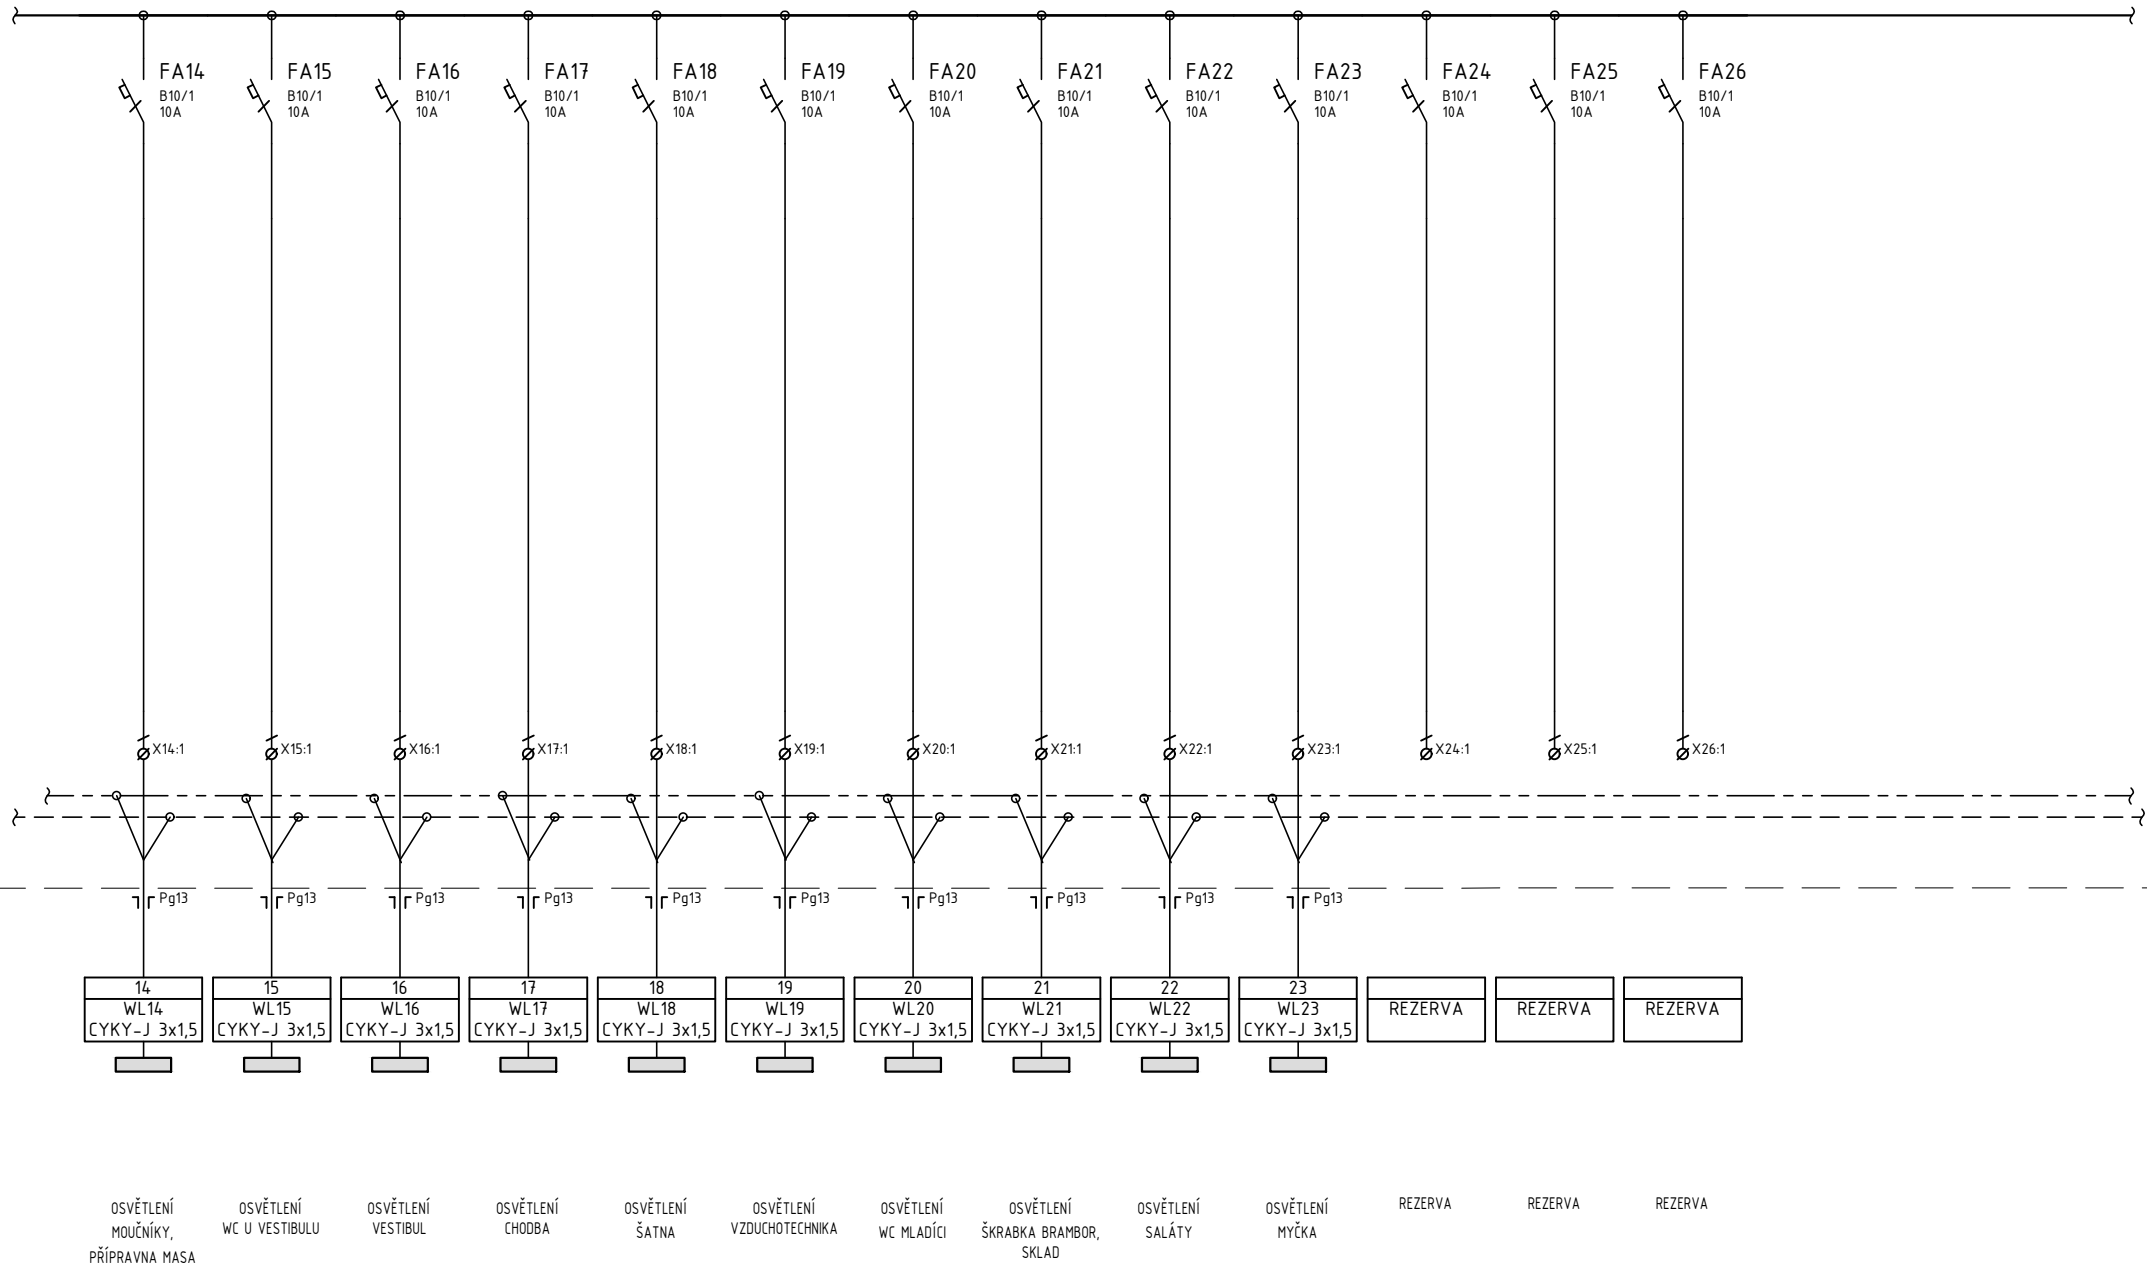 FA14 FA15 FA16 FA17 FA18 FA19 FA20 FA21 FA22 FA23 FA24 FA25 FA26
B10/1 B10/1 B10/1 B10/1 B10/1 B10/1 B10/1 B10/1 B10/1 B10/1 B10/1 B10/1 B10/1
10A 10A 10A 10A 10A 10A 10A 10A 10A 10A 10A 10A 10A
X14:1 X15:1 X16:1 X17:1 X18:1 X19:1 X20:1 X21:1 X22:1 X23:1 X24:1 X25:1 X26:1
Pg13 Pg13 Pg13 Pg13 Pg13 Pg13 Pg13 Pg13 Pg13 Pg13
14 15 16 17 18 19 20 21 22 23
WL14 WL15 WL16 WL17 WL18 WL19 WL20 WL21 WL22 WL23 REZERVA REZERVA REZERVA
CYKY-J 3x1,5 CYKY-J 3x1,5 CYKY-J 3x1,5 CYKY-J 3x1,5 CYKY-J 3x1,5 CYKY-J 3x1,5 CYKY-J 3x1,5 CYKY-J 3x1,5 CYKY-J 3x1,5 CYKY-J 3x1,5
OSVĚTLENÍ
MOUČNÍKY,
PŘÍPRAVNA MASA
OSVĚTLENÍ
WC U VESTIBULU
OSVĚTLENÍ
VESTIBUL
OSVĚTLENÍ
CHODBA
OSVĚTLENÍ
ŠATNA
OSVĚTLENÍ
VZDUCHOTECHNIKA
OSVĚTLENÍ
WC MLADÍCI
OSVĚTLENÍ
ŠKRABKA BRAMBOR,
SKLAD
OSVĚTLENÍ
SALÁTY
OSVĚTLENÍ
MYČKA
REZERVA
REZERVA
REZERVA